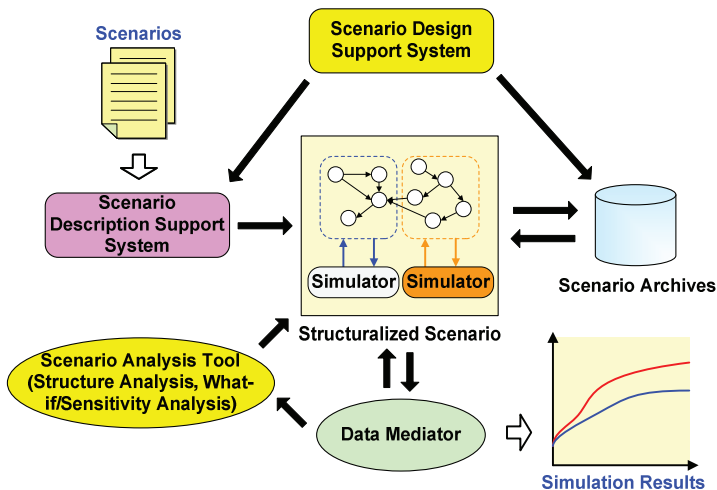 Scenarios
Scenario Design
Support System
Scenario
Description Support
System
Simulator
Simulator
Structuralized Scenario
Scenario Archives
Scenario Analysis Tool
(Structure Analysis, What-
if/Sensitivity Analysis)
Data Mediator
Simulation Results